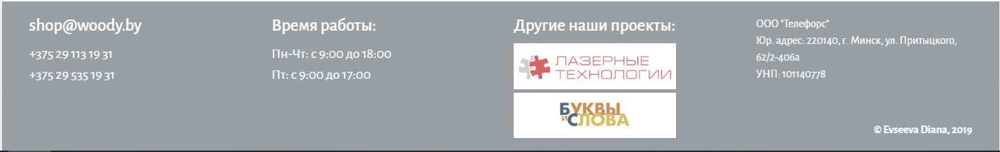 shop@woody.by
+375 29 113 19 31
+375 29 535 19 31
Время работы:
Пн-Чт: с 9:00 до 18:00
Пт: с 9:00 до 17:00
Другие наши проекты:
ЛАЗЕРНЫЕ
ТЕХНОЛОГИИ
БУКВЫ
И СЛОВА
ООО "Телефорс"
Юр. адрес: 220140, г. Минск, ул. Притыцкого,
62/2-406а
УНП: 101140778
© Evseeva Diana, 2019